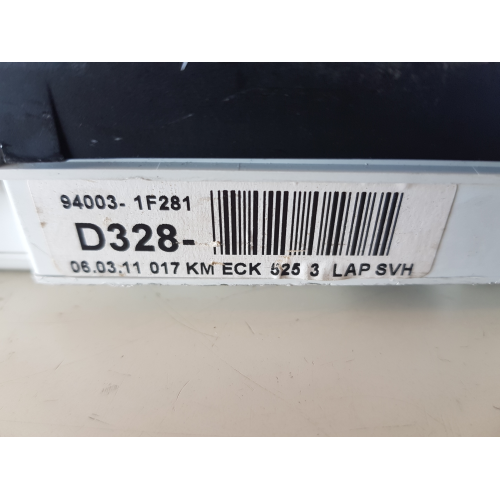 94003- 1F281
D328-
06.03,11 017 KM ECK 525 3 LAP SVH